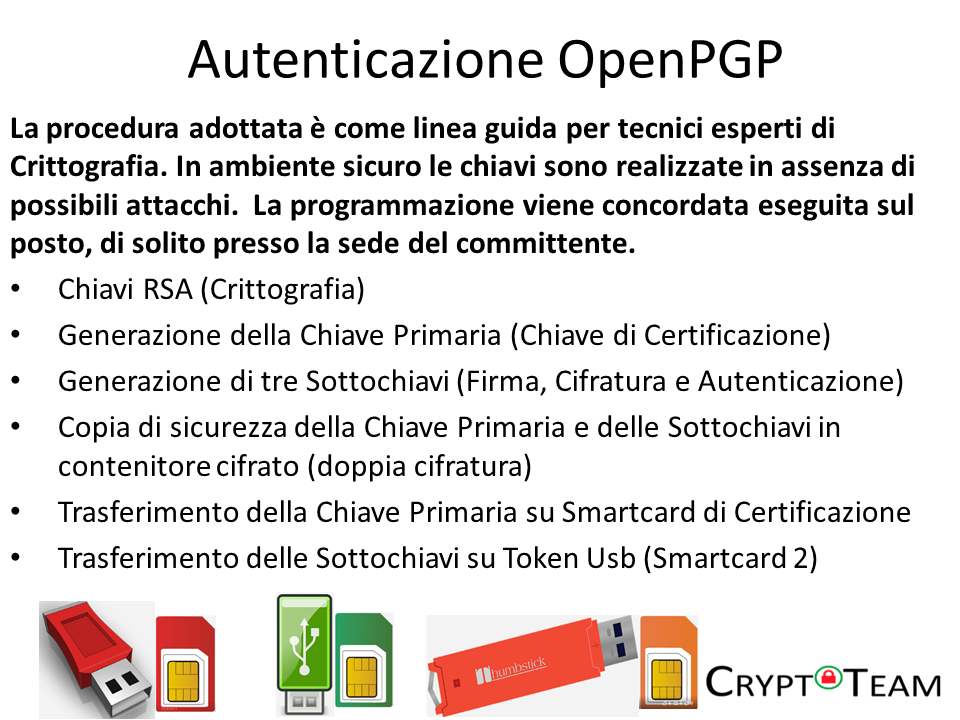 Autenticazione OpenPGP
La procedura adottata è come linea guida per tecnici esperti di
Crittografia. In ambiente sicuro le chiavi sono realizzate in assenza di
possibili attacchi.  La programmazione viene concordata eseguita sul
posto, di solito presso la sede del committente.
• Chiavi RSA (Crittografia)
• Generazione della Chiave Primaria (Chiave di Certificazione)
• Generazione di tre Sottochiavi (Firma, Cifratura e Autenticazione)
• Copia di sicurezza della Chiave Primaria e delle Sottochiavi in
contenitore cifrato (doppia cifratura)
• Trasferimento della Chiave Primaria su Smartcard di Certificazione
• Trasferimento delle Sottochiavi su Token Usb (Smartcard 2)
thumbstick
CRYPTOTEAM